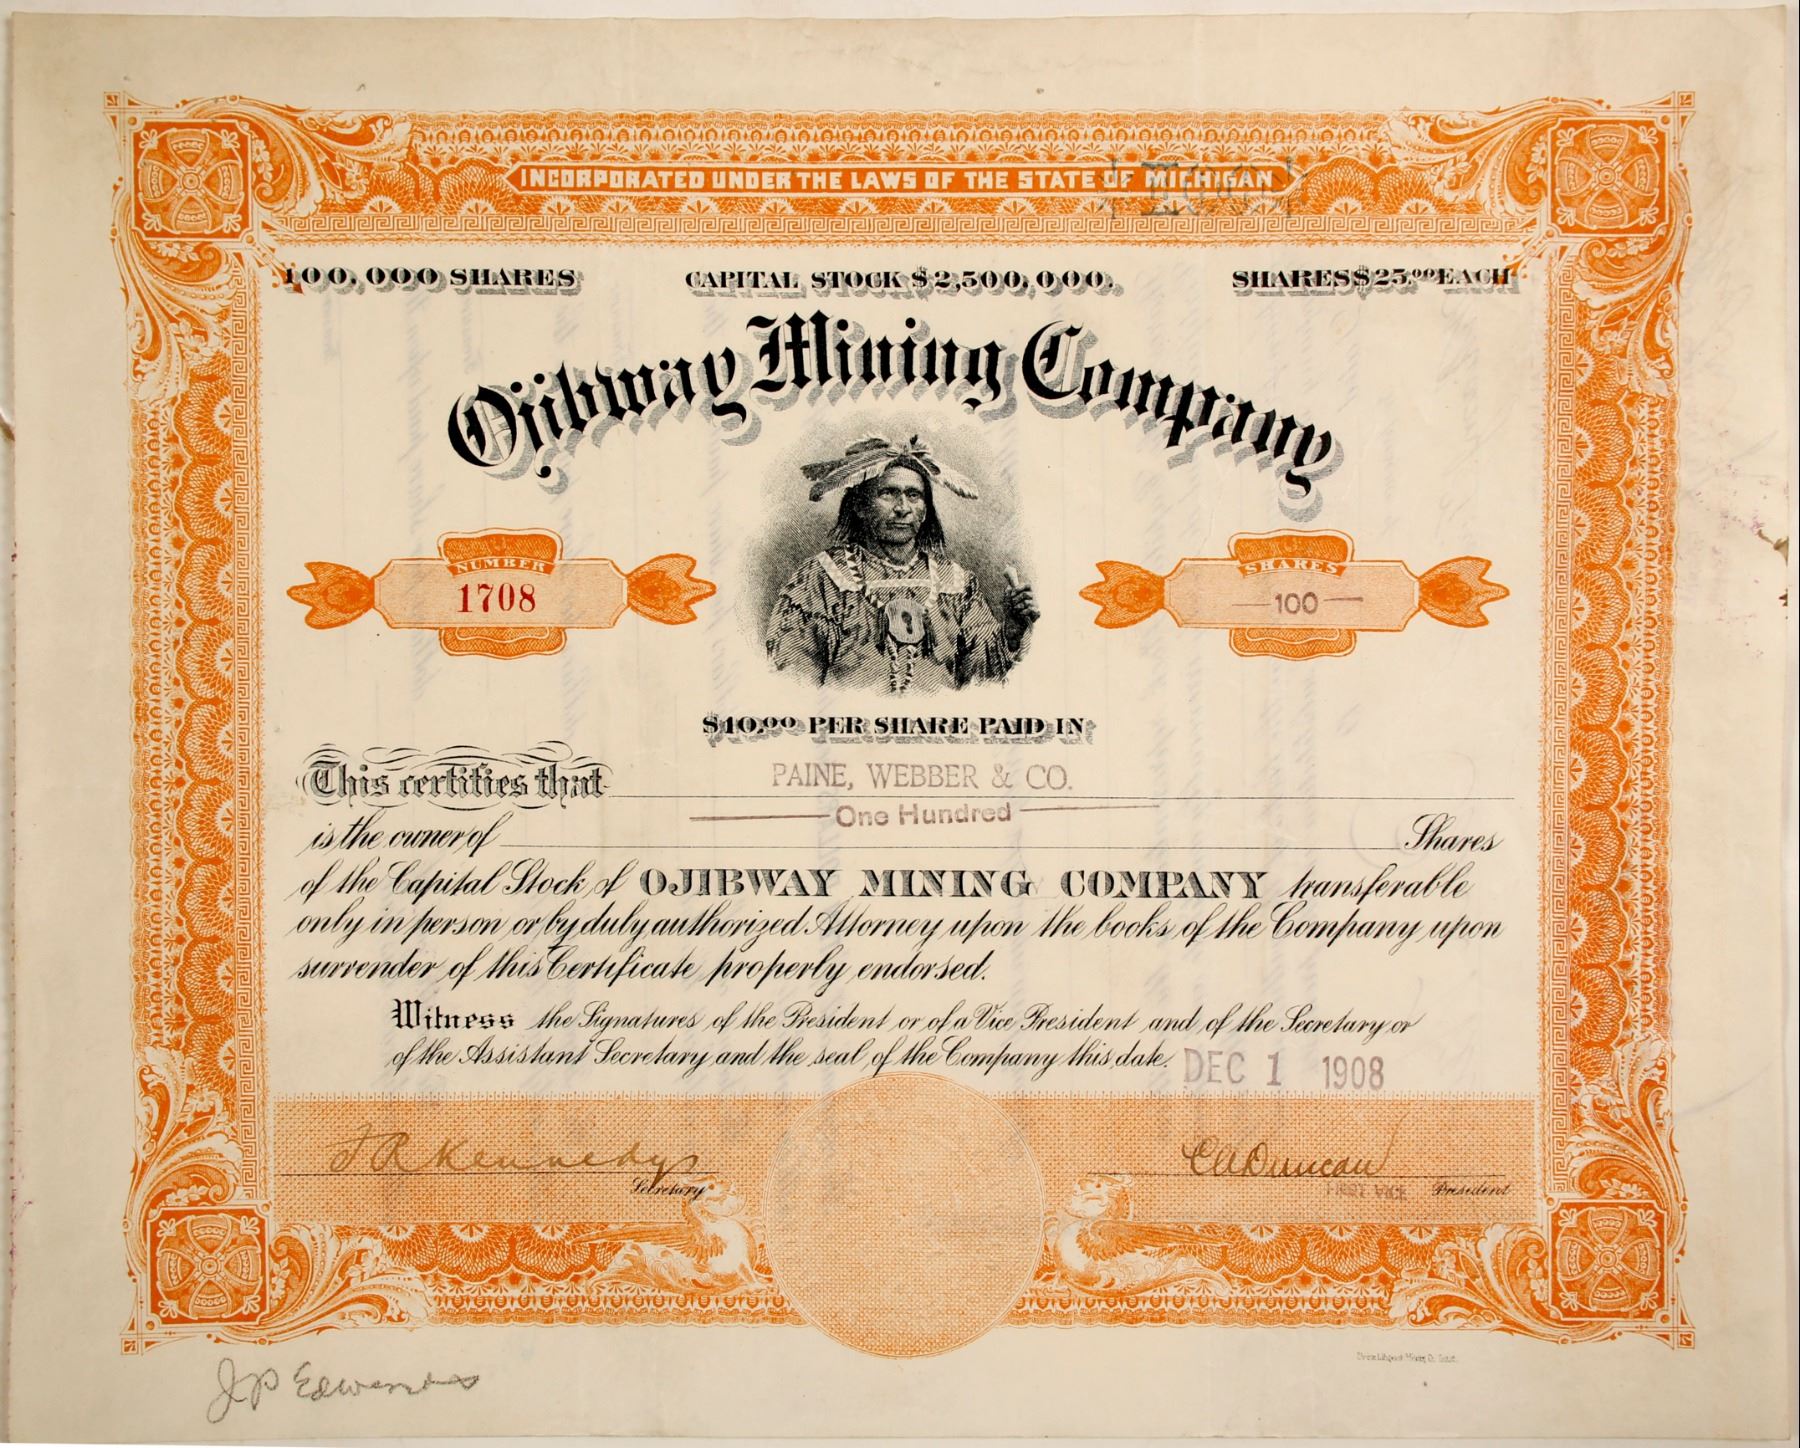 INCORPORATED UNDER THE LAWS OF THE STATE OF MICHIGAN
100,000 SHARES CAPITAL STOCK $2,500,000. SHARES $25.00 EACH
Ojibway Mining Company
NUMBER
1708
SHARES
100
$10.00 PER SHARE PAID IN
This certifies that PAINE, WEBBER & CO.
is the owner of One Hundred Shares
of the Capital Stock of OJIBWAY MINING COMPANY transferable
only in person or by duly authorized Attorney upon the books of the Company upon
surrender of this Certificate properly endorsed.
Witness the Signatures of the President or of a Vice President and of the Secretary or
of the Assistant Secretary and the seal of the Company this date. DEC 1 1908
J A Kennedy
Secretary
C A Duncan
FIRST VICE President
J P Edwards